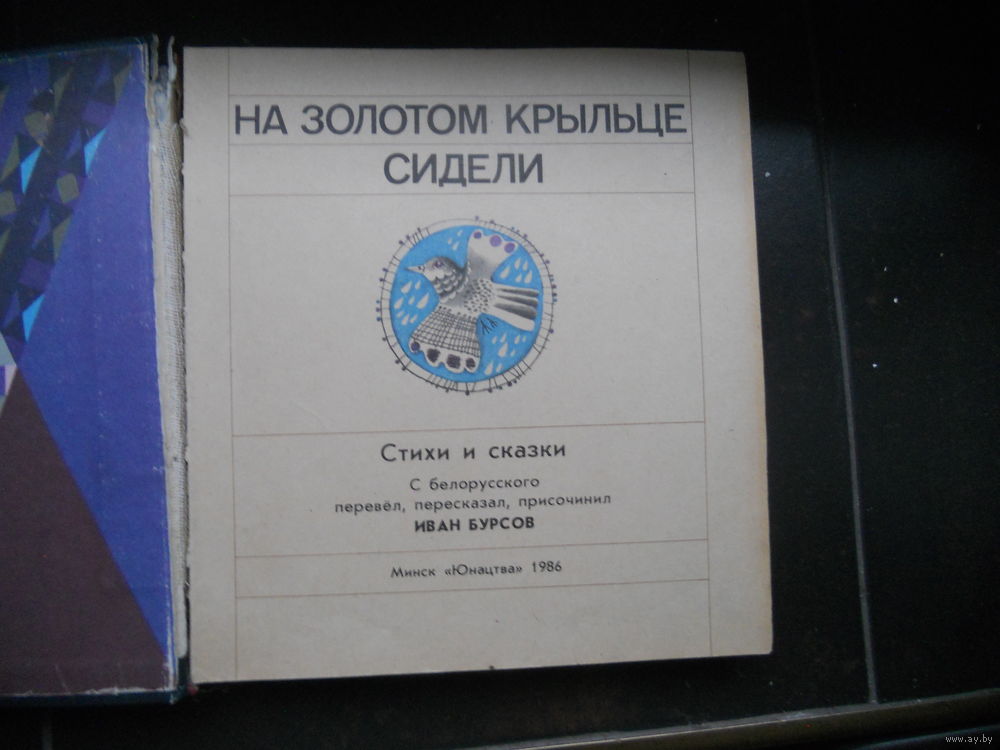 НА ЗОЛОТОМ КРЫЛЬЦЕ
СИДЕЛИ
Стихи и сказки
С белорусского
перевёл, пересказал, присочинил
ИВАН БУРСОВ
Минск «Юнацтва» 1986
www.ay.by